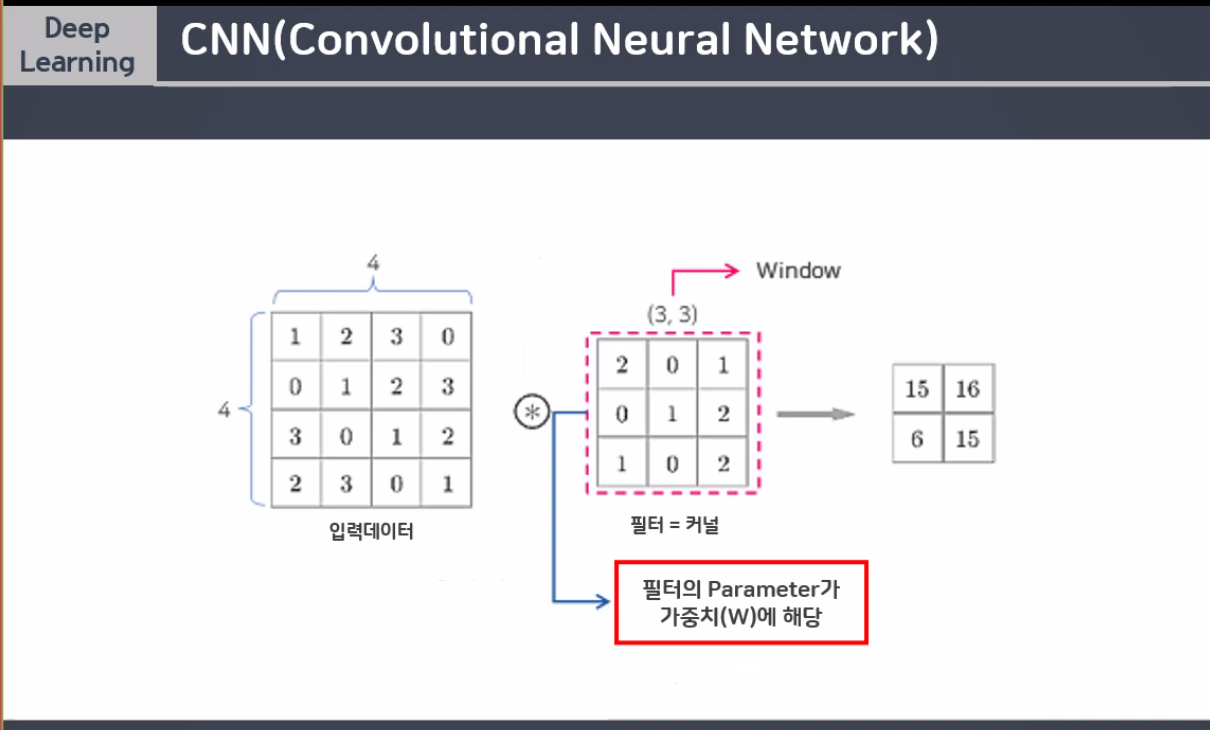 Deep
Learning
CNN(Convolutional Neural Network)
4
4
1 2 3 0
0 1 2 3
3 0 1 2
2 3 0 1
입력데이터
*
Window
(3, 3)
2 0 1
0 1 2
1 0 2
필터 = 커널
15 16
6 15
필터의 Parameter가
가중치(W)에 해당